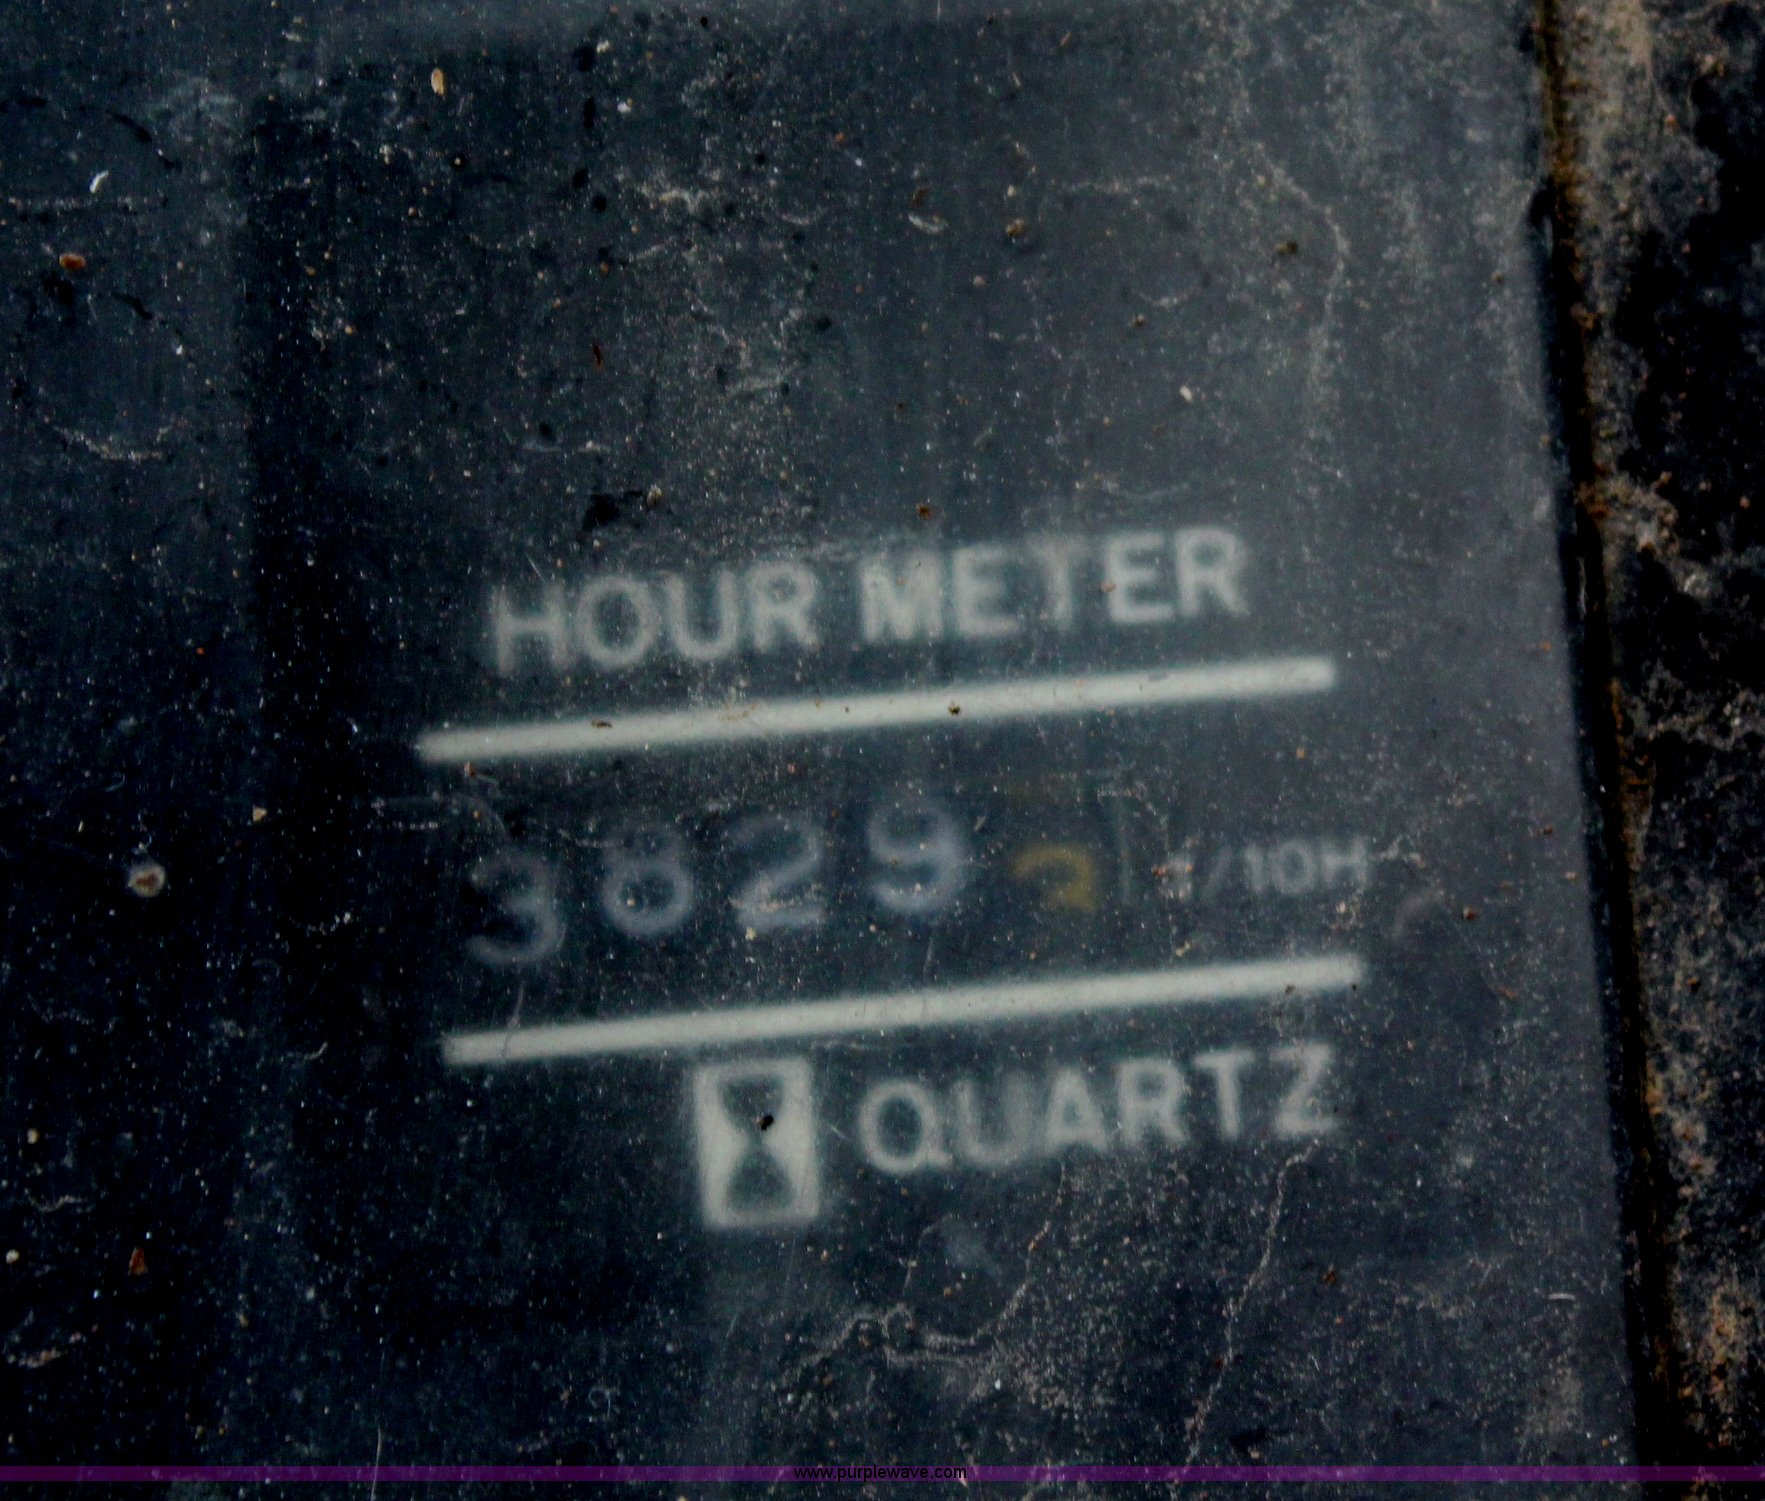 HOUR METER
3829 1/10H
QUARTZ
www.purplewave.com